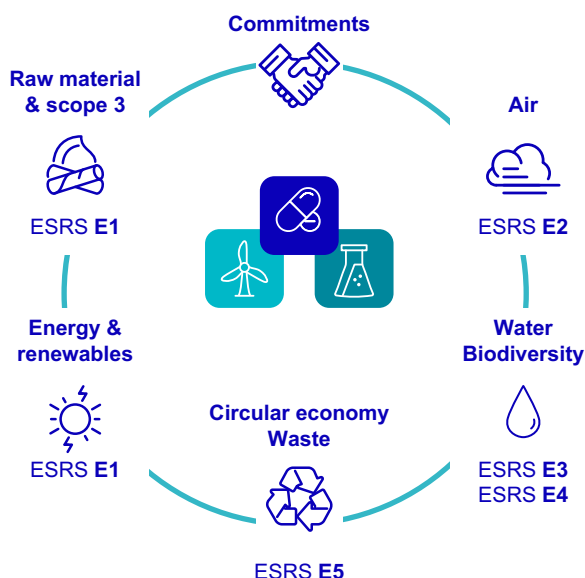 Commitments
Raw material
& scope 3
ESRS E1
Air
ESRS E2
Energy &
renewables
ESRS E1
Water
Biodiversity
ESRS E3
ESRS E4
Circular economy
Waste
ESRS E5